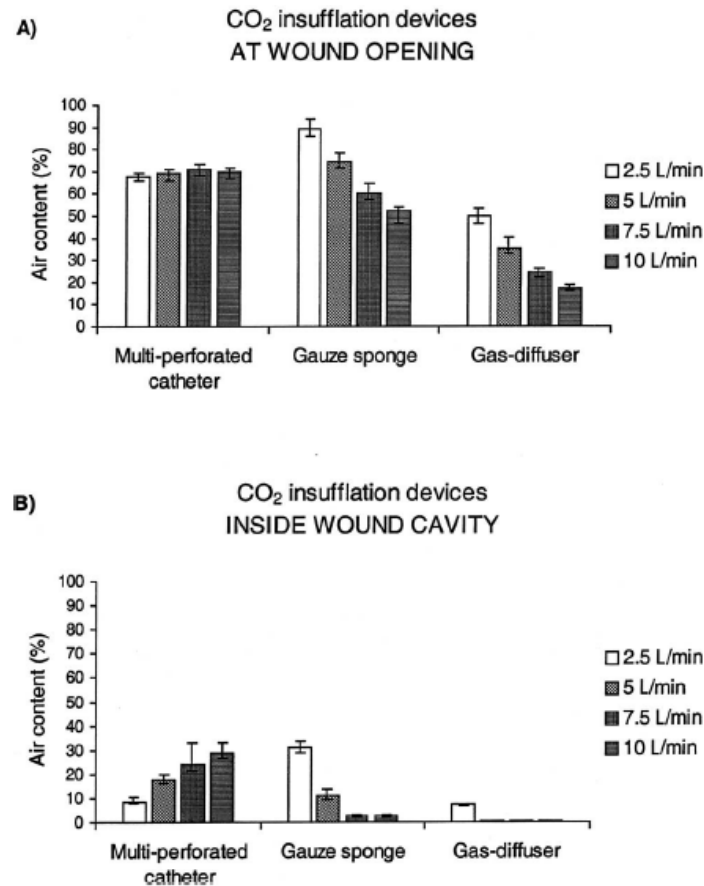 A)
CO₂ insufflation devices
AT WOUND OPENING
Air content (%)
100
90
80
70
60
50
40
30
20
10
0
Multi-perforated
catheter
Gauze sponge
Gas-diffuser
2.5 L/min
5 L/min
7.5 L/min
10 L/min
B)
CO₂ insufflation devices
INSIDE WOUND CAVITY
Air content (%)
100
90
80
70
60
50
40
30
20
10
0
Multi-perforated
catheter
Gauze sponge
Gas-diffuser
2.5 L/min
5 L/min
7.5 L/min
10 L/min